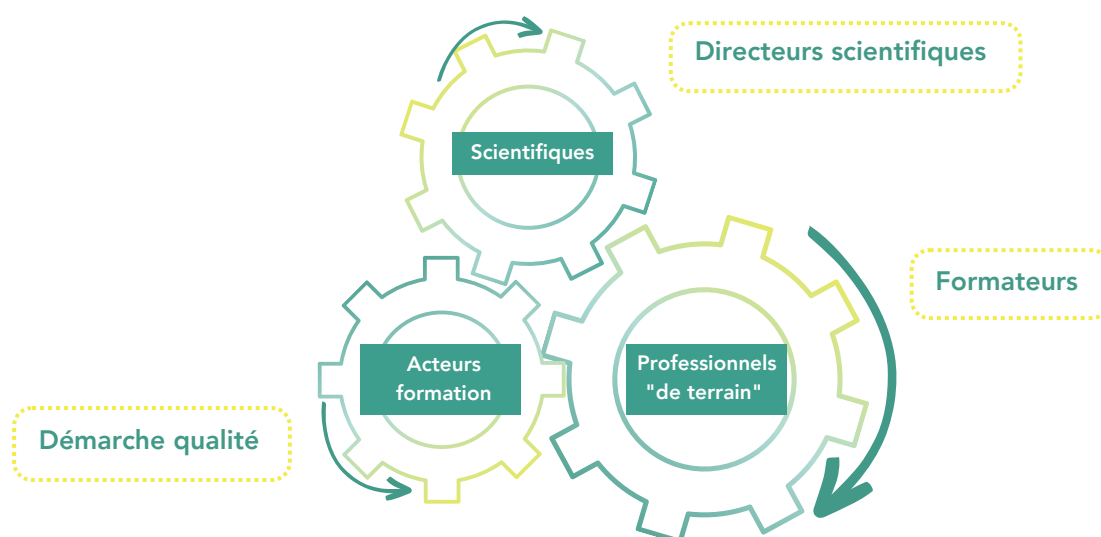 Directeurs scientifiques
Scientifiques
Formateurs
Acteurs
formation
Professionnels
"de terrain"
Démarche qualité